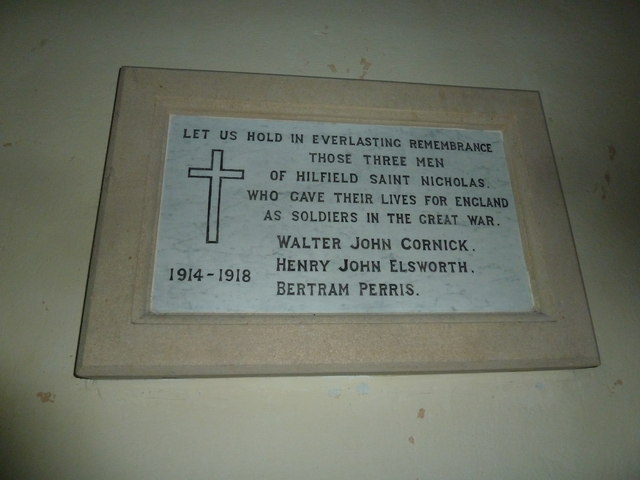 LET US HOLD IN EVERLASTING REMEMBRANCE
THOSE THREE MEN
OF HILFIELD SAINT NICHOLAS.
WHO GAVE THEIR LIVES FOR ENGLAND
AS SOLDIERS IN THE GREAT WAR.
WALTER JOHN CORNICK.
HENRY JOHN ELSWORTH.
BERTRAM PERRIS.
1914-1918